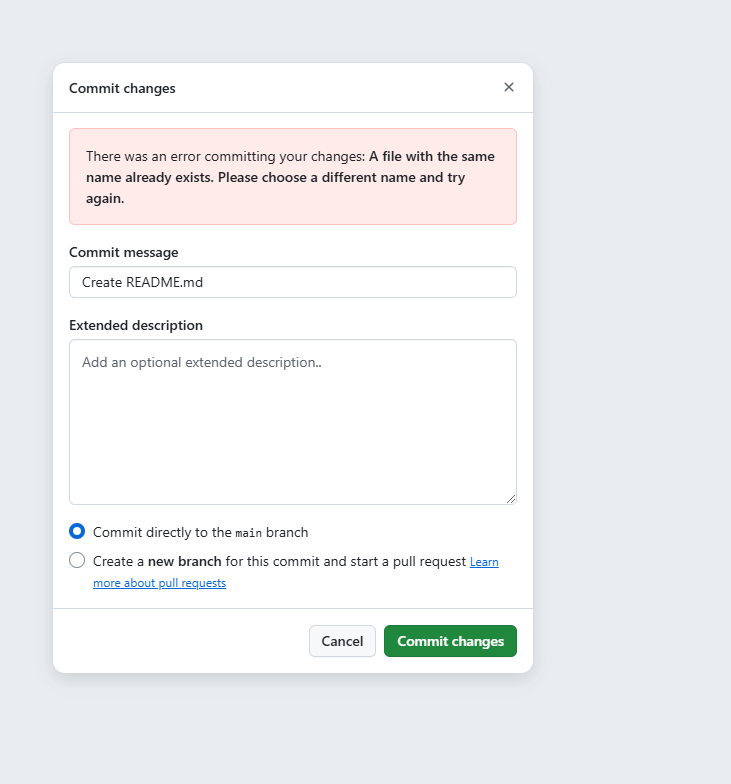 Commit changes
There was an error committing your changes: A file with the same
name already exists. Please choose a different name and try
again.
Commit message
Create README.md
Extended description
Add an optional extended description..
Commit directly to the main branch
Create a new branch for this commit and start a pull request Learn
more about pull requests
Cancel
Commit changes